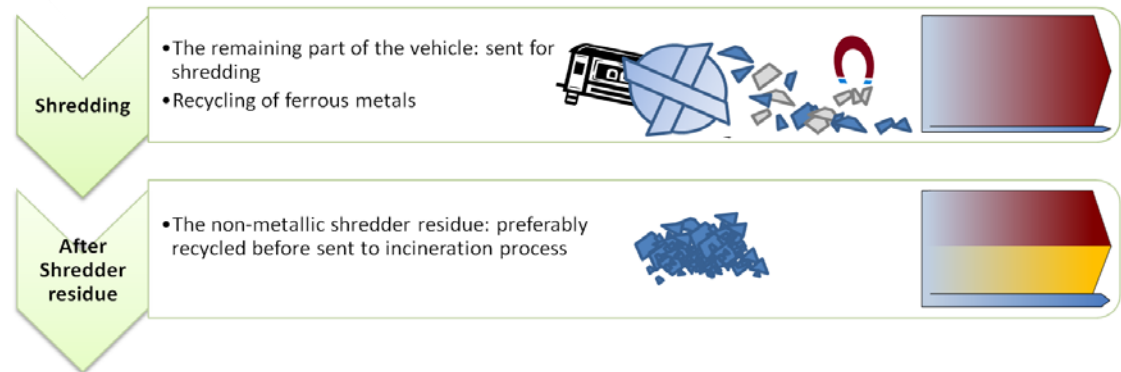 Shredding
•The remaining part of the vehicle: sent for
shredding
•Recycling of ferrous metals
After
Shredder
residue
•The non-metallic shredder residue: preferably
recycled before sent to incineration process